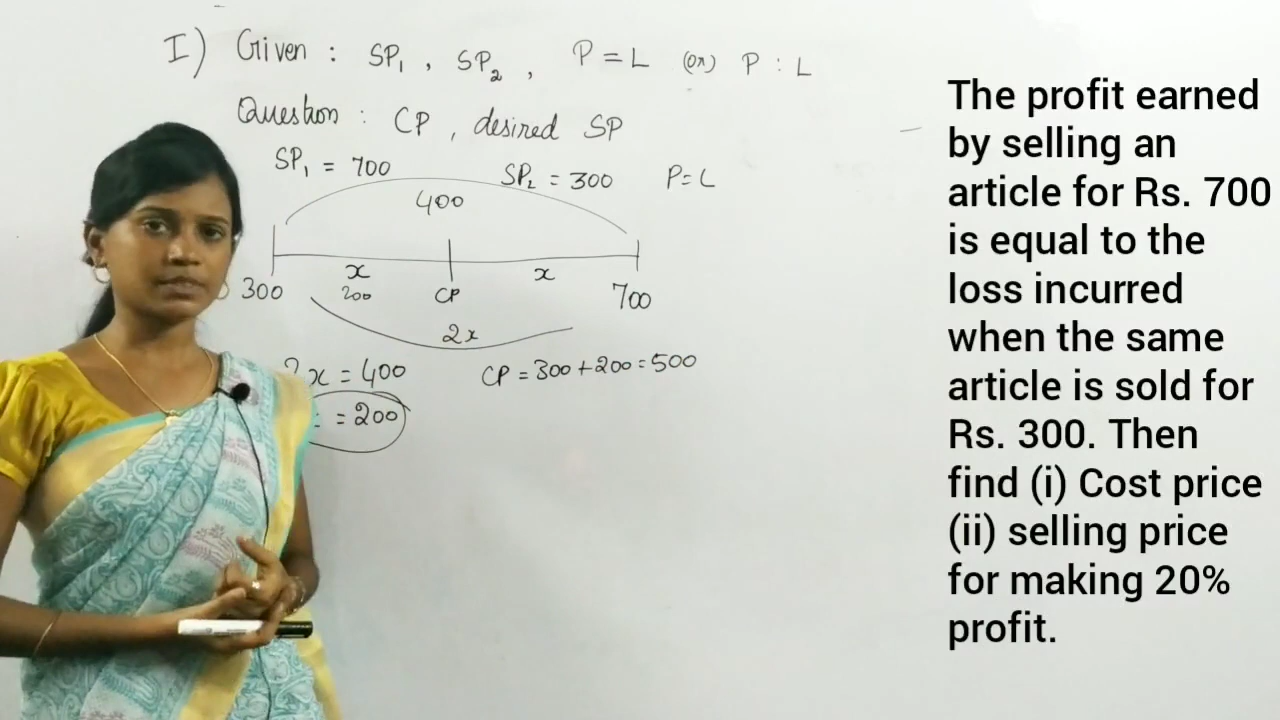 I) Given : SP₁ , SP₂ , P = L (or) P : L
Question : CP , desired SP
SP₁ = 700 SP₂ = 300 P=L
400
x x
300 200 CP 700
2x
2x = 400 CP = 300+200=500
= 200
The profit earned
by selling an
article for Rs. 700
is equal to the
loss incurred
when the same
article is sold for
Rs. 300. Then
find (i) Cost price
(ii) selling price
for making 20%
profit.